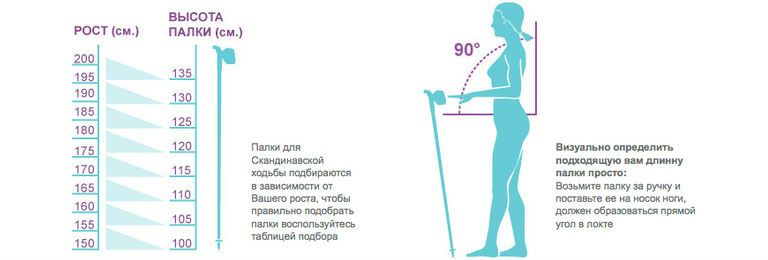 РОСТ (см.)
ВЫСОТА
ПАЛКИ (см.)
200
195
190
185
180
175
170
165
160
155
150
135
130
125
120
115
110
105
100
Палки для
Скандинавской
ходьбы подбираются
в зависимости от
Вашего роста, чтобы
правильно подобрать
палки воспользуйтесь
таблицей подбора
90°
Визуально определить
подходящую вам длинну
палки просто:
Возьмите палку за ручку и
поставьте ее на носок ноги,
должен образоваться прямой
угол в локте